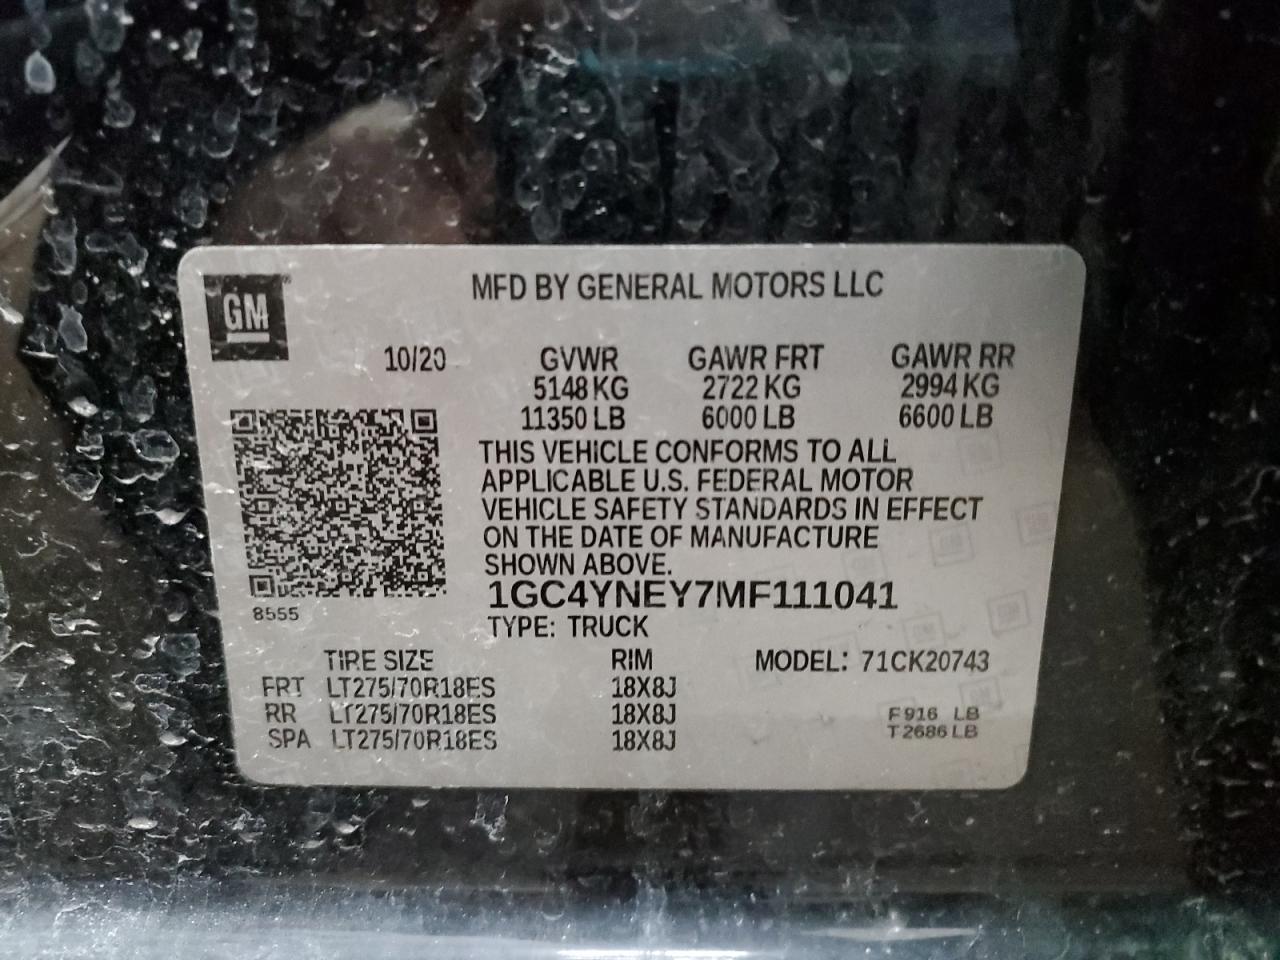 GM
MFD BY GENERAL MOTORS LLC
10/20 GVWR GAWR FRT GAWR RR
5148 KG 2722 KG 2994 KG
11350 LB 6000 LB 6600 LB
THIS VEHICLE CONFORMS TO ALL
APPLICABLE U.S. FEDERAL MOTOR
VEHICLE SAFETY STANDARDS IN EFFECT
ON THE DATE OF MANUFACTURE
SHOWN ABOVE.
1GC4YNEY7MF111041
8555
TYPE: TRUCK
TIRE SIZE RIM MODEL: 71CK20743
FRT LT275/70R18ES 18X8J
RR LT275/70R18ES 18X8J F 916 LB
SPA LT275/70R18ES 18X8J T 2686 LB